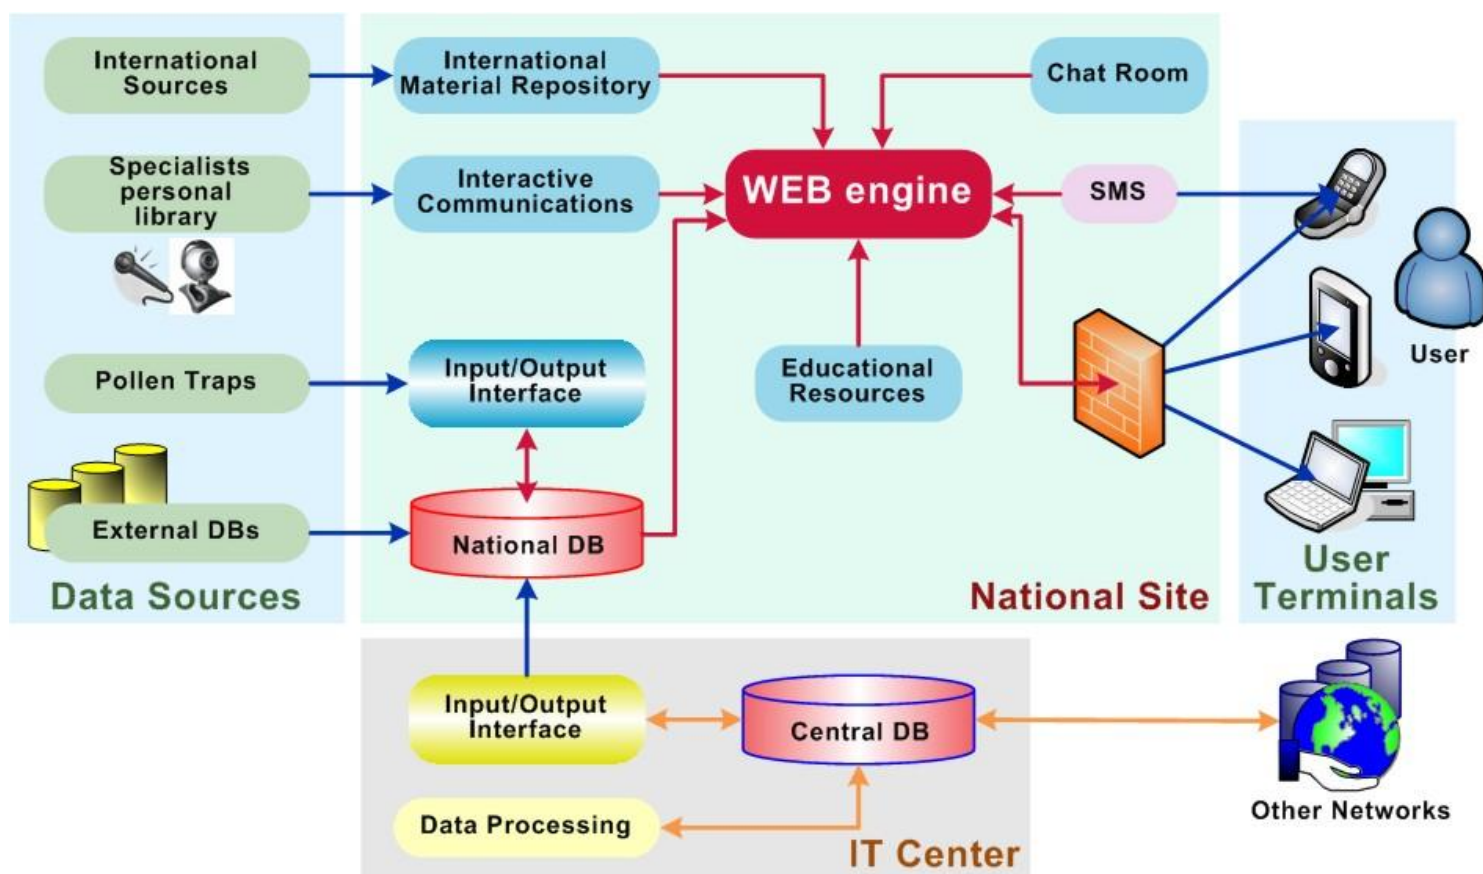 International
Sources
International
Material Repository
Chat Room
Specialists
personal
library
Interactive
Communications
WEB engine
SMS
User
Pollen Traps
Input/Output
Interface
Educational
Resources
External DBs
National DB
Data Sources
National Site
User
Terminals
Input/Output
Interface
Central DB
Data Processing
IT Center
Other Networks